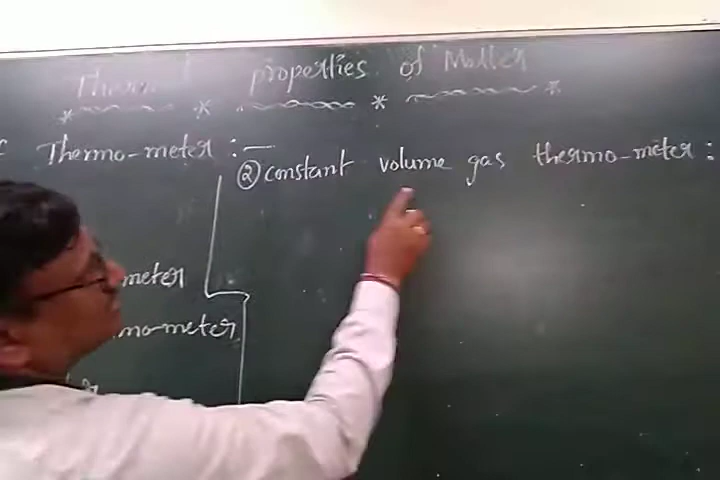 properties of Matter
Thermo-meter :-
② constant volume gas thermo-meter :
meter
mo-meter